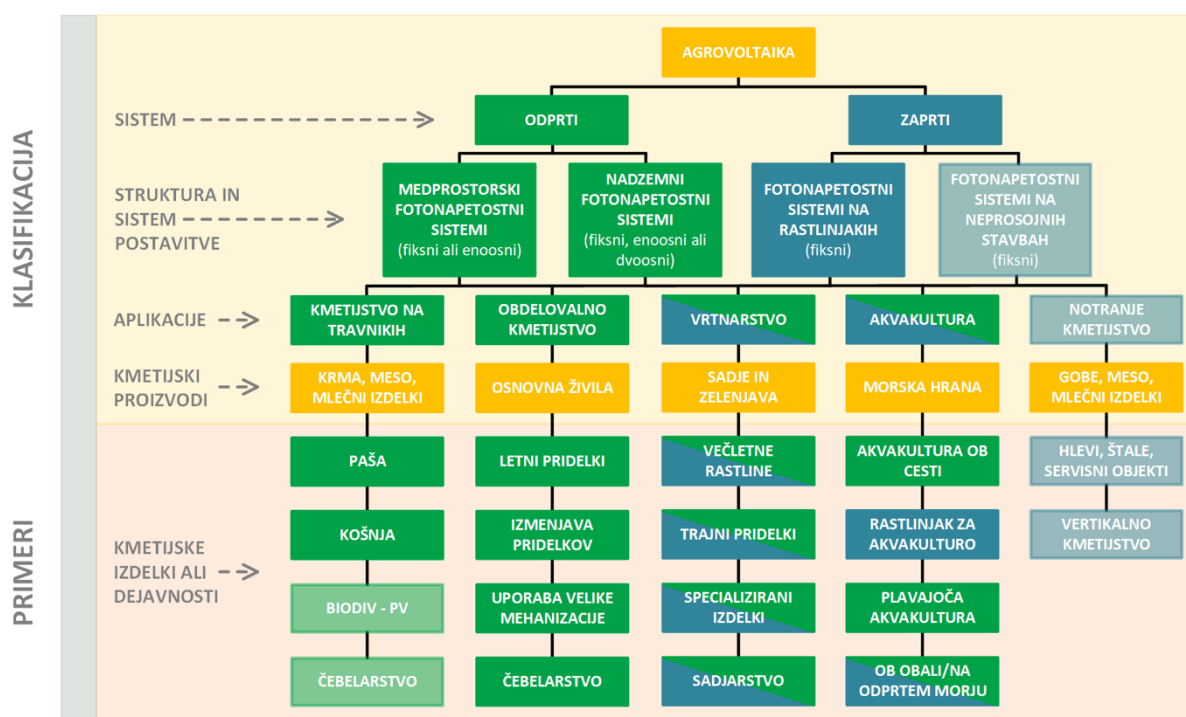 KLASIFIKACIJA
AGROVOLTAIKA
SISTEM
ODPRTI
ZAPRTI
STRUKTURA IN
SISTEM
POSTAVITVE
MEDPROSTORSKI
FOTONAPETOSTNI
SISTEMI
(fiksni ali enoosni)
NADZEMNI
FOTONAPETOSTNI
SISTEMI
(fiksni, enoosni ali
dvoosni)
FOTONAPETOSTNI
SISTEMI NA
RASTLINJAKIH
(fiksni)
FOTONAPETOSTNI
SISTEMI NA
NEPROSOJNIH
STAVBAH
(fiksni)
APLIKACIJE
KMETIJSTVO NA
TRAVNIKIH
OBDELOVALNO
KMETIJSTVO
VRTNARSTVO
AKVAKULTURA
NOTRANJE
KMETIJSTVO
KMETIJSKI
PROIZVODI
KRMA, MESO,
MLEČNI IZDELKI
OSNOVNA ŽIVILA
SADJE IN
ZELENJAVA
MORSKA HRANA
GOBE, MESO,
MLEČNI IZDELKI
PRIMERI
KMETIJSKE
IZDELKI ALI
DEJAVNOSTI
PAŠA
LETNI PRIDELKI
VEČLETNE
RASTLINE
AKVAKULTURA OB
CESTI
HLEVI, ŠTALE,
SERVISNI OBJEKTI
KOŠNJA
IZMENJAVA
PRIDELKOV
TRAJNI PRIDELKI
RASTLINJAK ZA
AKVAKULTURO
VERTIKALNO
KMETIJSTVO
BIODIV - PV
UPORABA VELIKE
MEHANIZACIJE
SPECIALIZIRANI
IZDELKI
PLAVAJOČA
AKVAKULTURA
ČEBELARSTVO
ČEBELARSTVO
SADJARSTVO
OB OBALI/NA
ODPRTEM MORJU